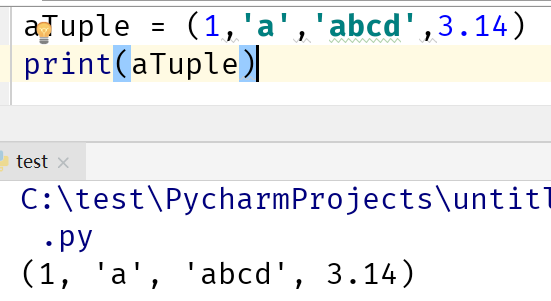 aTuple = (1,'a','abcd',3.14)
print(aTuple)
test
C:\test\PycharmProjects\untitl
.py
(1, 'a', 'abcd', 3.14)